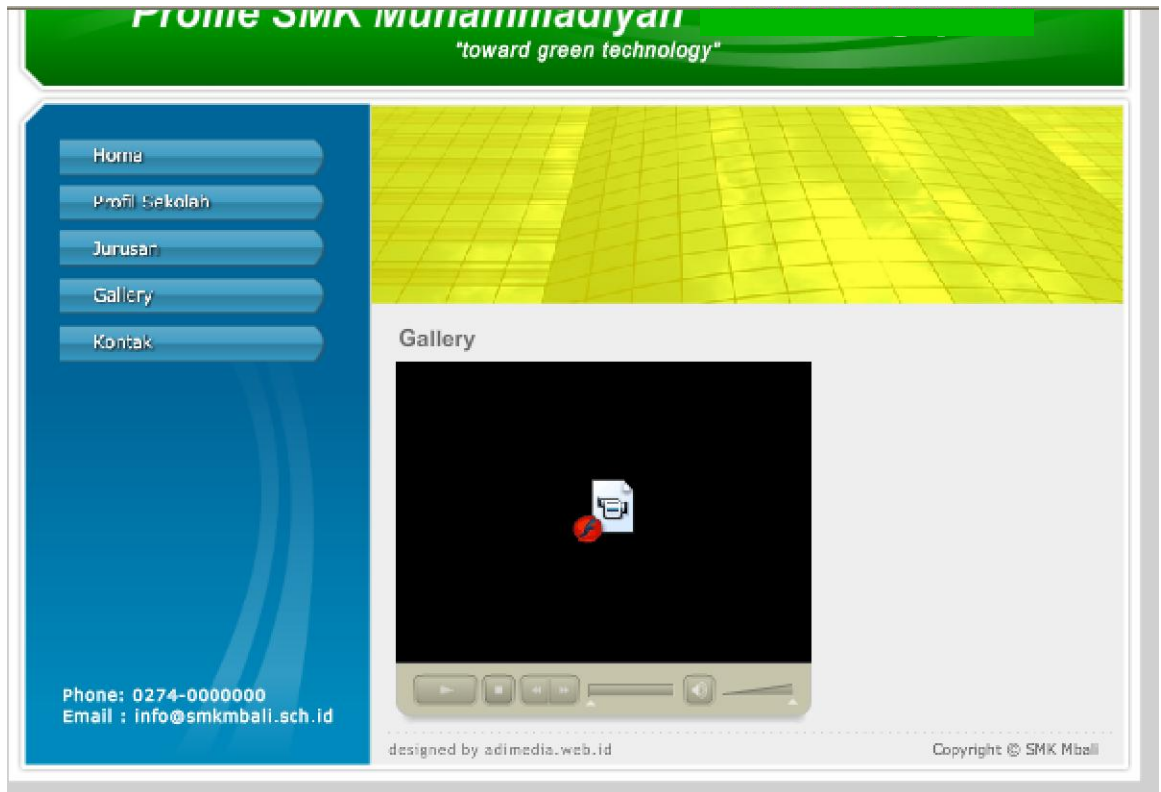 Profile SMK Muhammadiyah
"toward green technology"
Home
Profil Sekolah
Jurusan
Gallery
Kontak
Gallery
Phone: 0274-0000000
Email : info@smkmbali.sch.id
designed by adimedia.web.id
Copyright © SMK Mbali